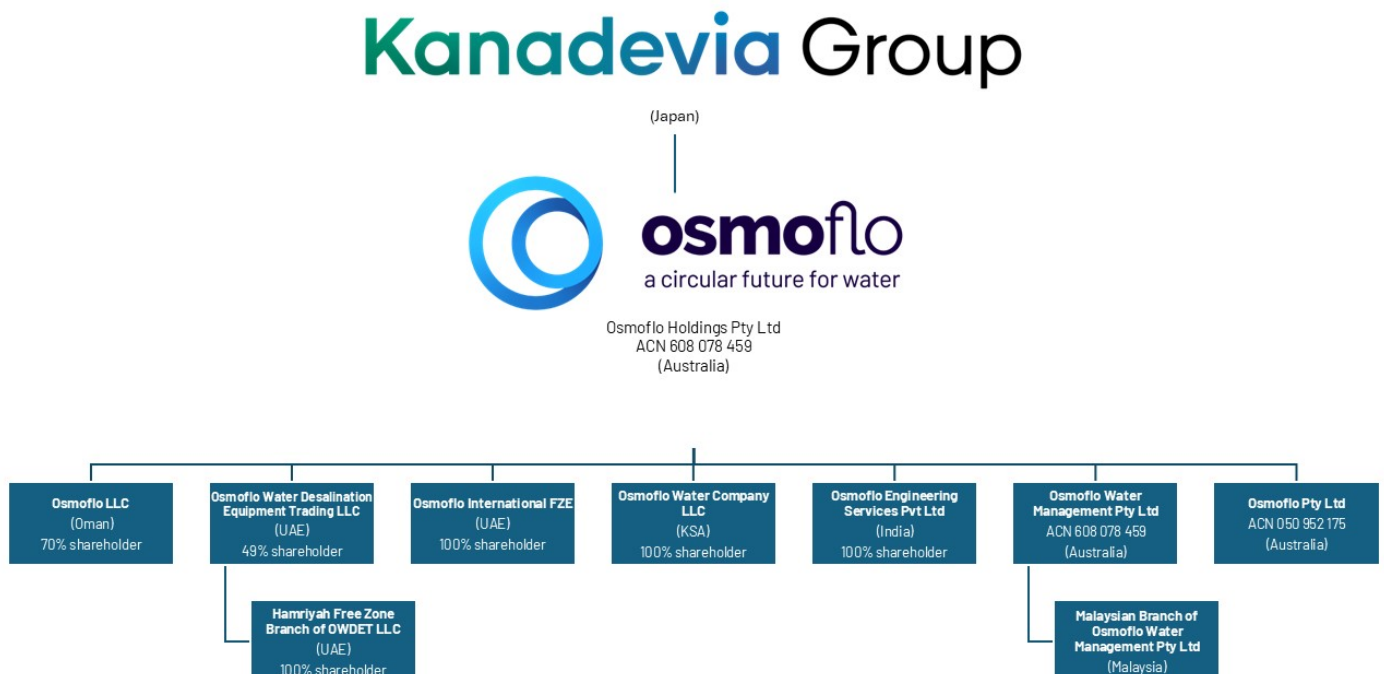 Kanadevia Group
(Japan)
osmoflo
a circular future for water
Osmoflo Holdings Pty Ltd
ACN 608 078 459
(Australia)
Osmoflo LLC
(Oman)
70% shareholder
Osmoflo Water Desalination
Equipment Trading LLC
(UAE)
49% shareholder
Osmoflo International FZE
(UAE)
100% shareholder
Osmoflo Water Company
LLC
(KSA)
100% shareholder
Osmoflo Engineering
Services Pvt Ltd
(India)
100% shareholder
Osmoflo Water
Management Pty Ltd
ACN 608 078 459
(Australia)
Osmoflo Pty Ltd
ACN 050 952 175
(Australia)
Hamriyah Free Zone
Branch of OWDET LLC
(UAE)
100% shareholder
Malaysian Branch of
Osmoflo Water
Management Pty Ltd
(Malaysia)